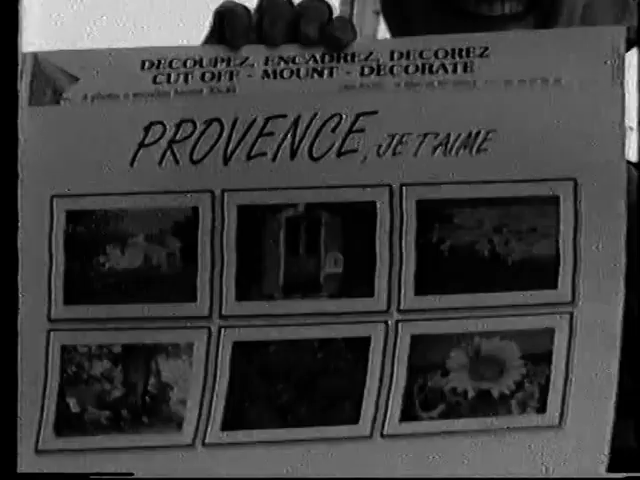 DECOUPEZ, ENCADREZ, DECOREZ
CUT OFF - MOUNT - DECORATE
PROVENCE, JE T'AIME